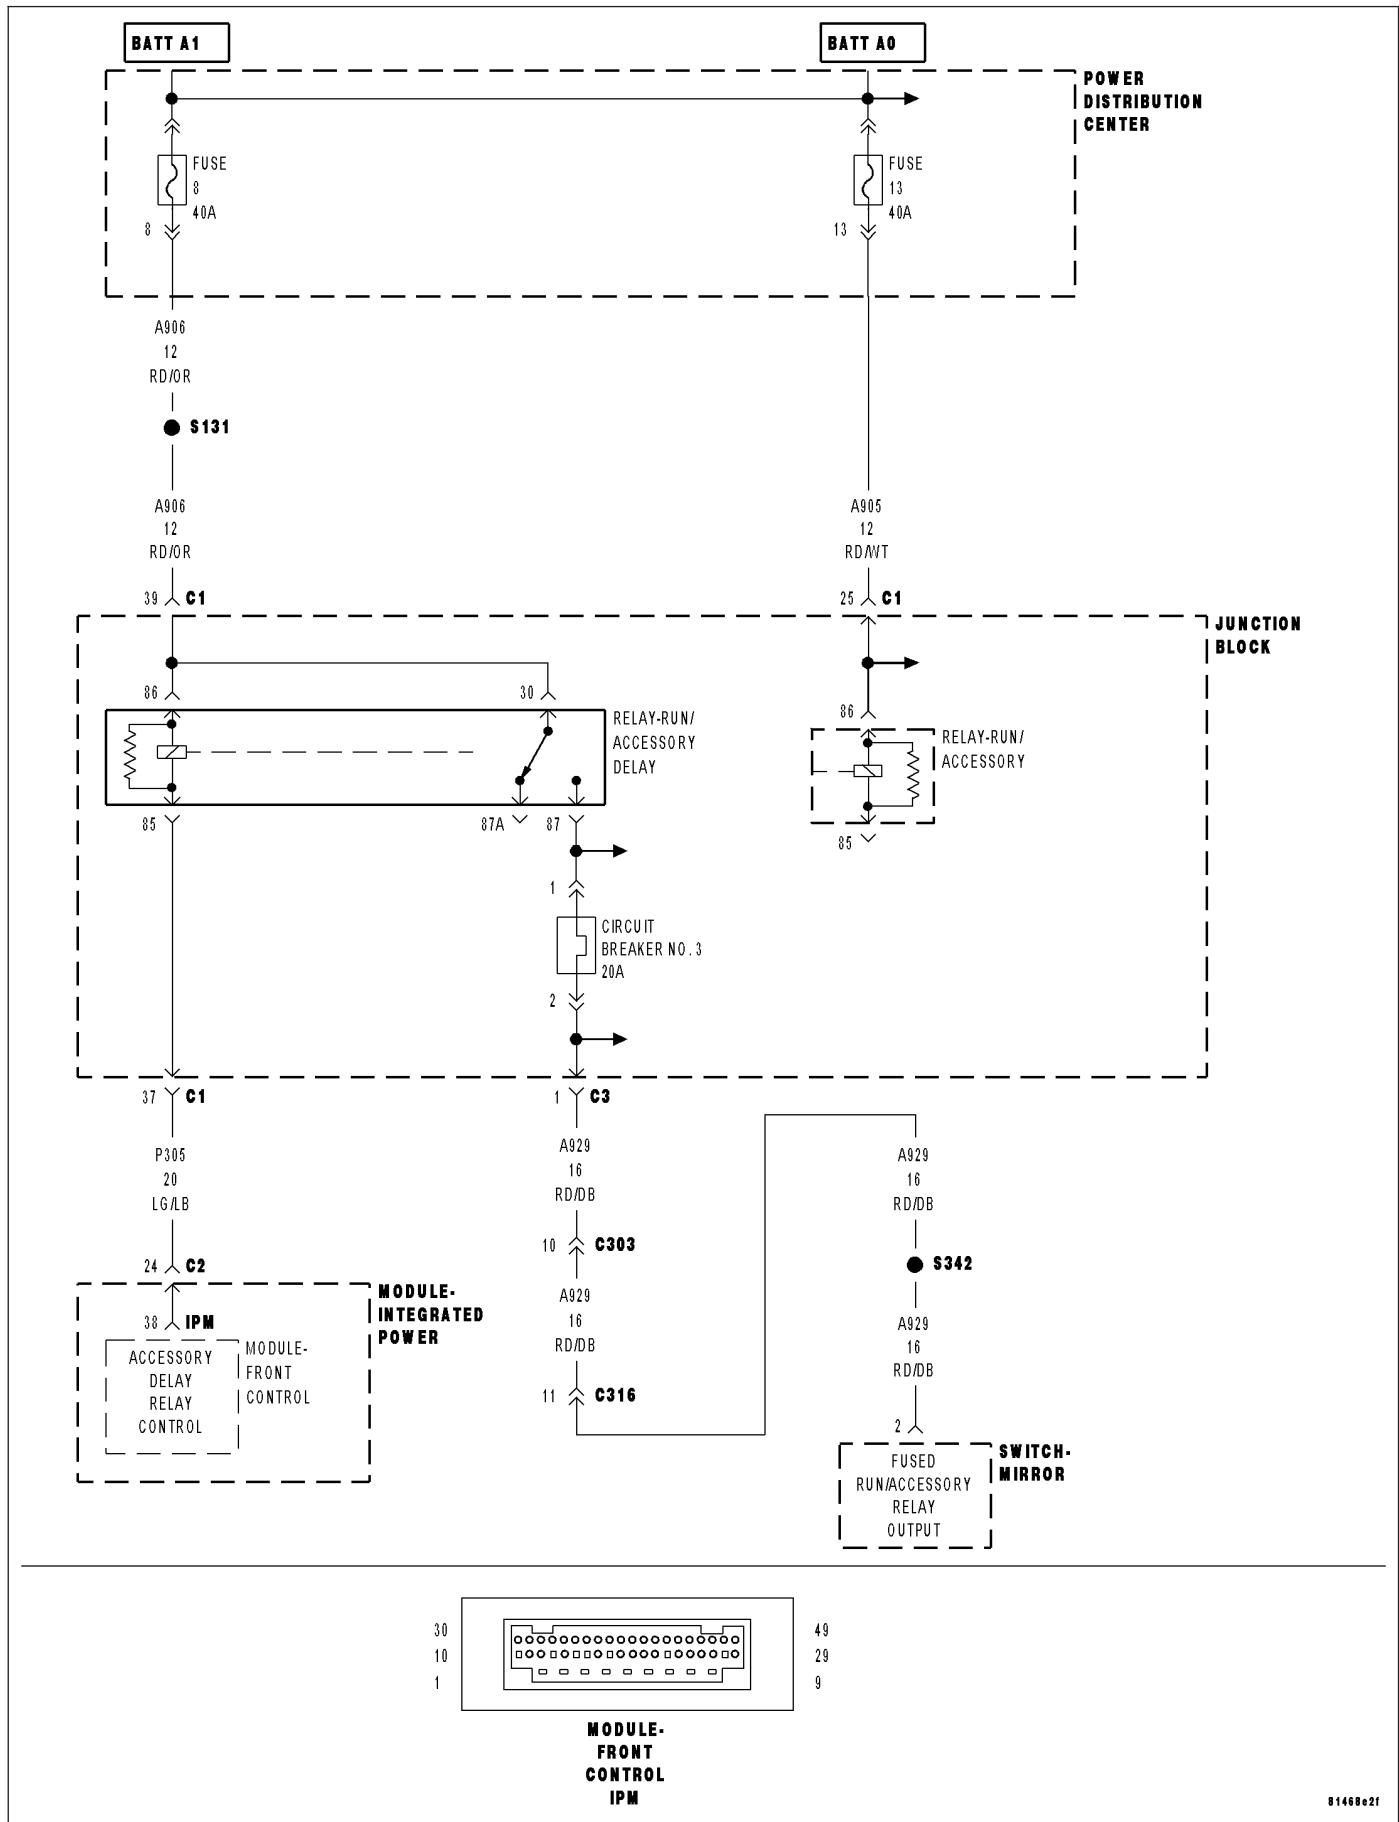 BATT A1
BATT A0
POWER
DISTRIBUTION
CENTER
FUSE
8
40A
8
FUSE
13
40A
13
A906
12
RD/OR
S131
A906
12
RD/OR
A905
12
RD/WT
39 C1
25 C1
JUNCTION
BLOCK
86
30
RELAY-RUN/
ACCESSORY
DELAY
86
RELAY-RUN/
ACCESSORY
85
87A
87
85
1
CIRCUIT
BREAKER NO. 3
20A
2
37 C1
1 C3
P305
20
LG/LB
A929
16
RD/DB
A929
16
RD/DB
24 C2
10 C303
S342
MODULE-
INTEGRATED
POWER
38 IPM
ACCESSORY
DELAY
RELAY
CONTROL
MODULE-
FRONT
CONTROL
A929
16
RD/DB
11 C316
A929
16
RD/DB
2
SWITCH-
MIRROR
FUSED
RUN/ACCESSORY
RELAY
OUTPUT
30
49
10
29
1
9
MODULE-
FRONT
CONTROL
IPM
81468e2f